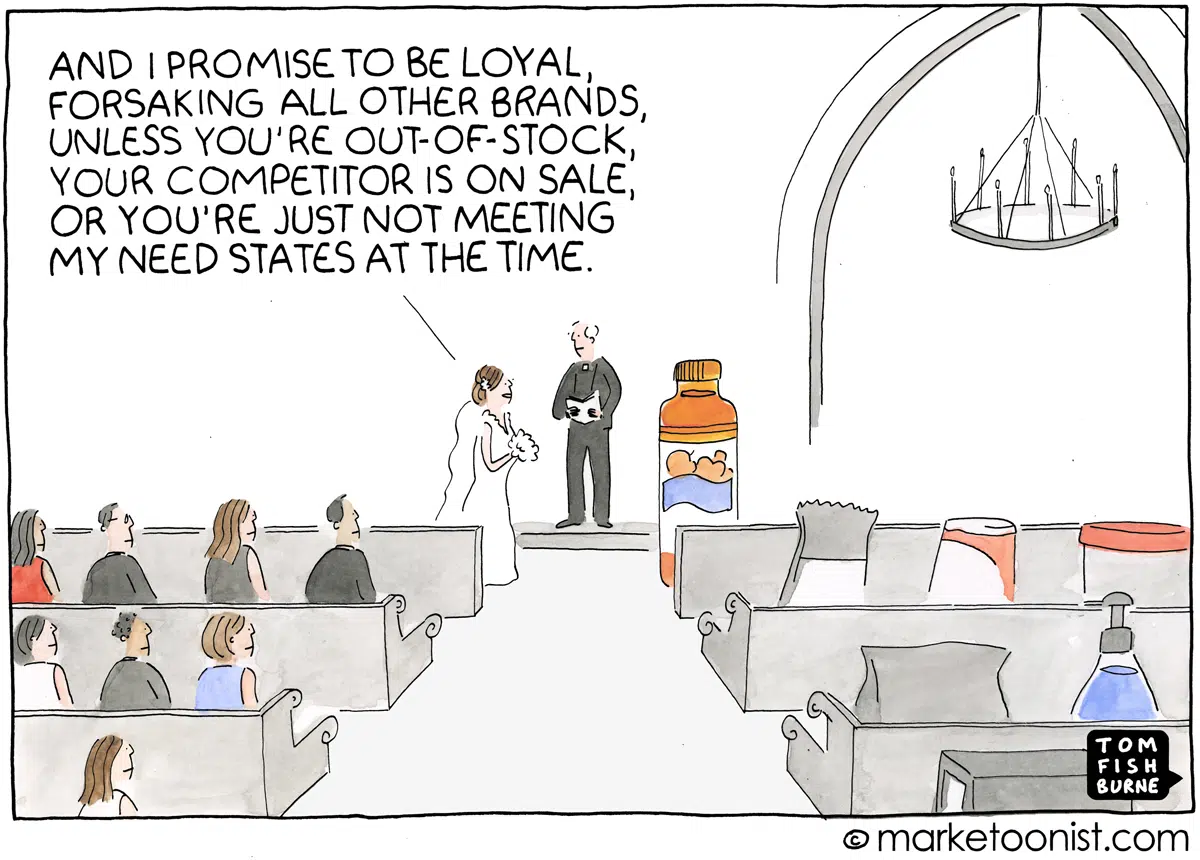 AND I PROMISE TO BE LOYAL,
FORSAKING ALL OTHER BRANDS,
UNLESS YOU'RE OUT-OF-STOCK,
YOUR COMPETITOR IS ON SALE,
OR YOU'RE JUST NOT MEETING
MY NEED STATES AT THE TIME.
TOM
FISH
BURNE
© marketoonist.com